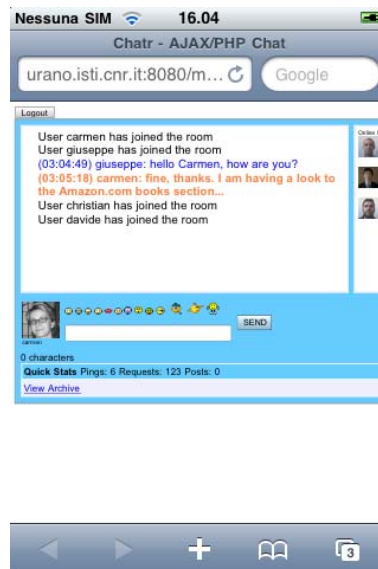 Nessuna SIM 16.04
Chatr - AJAX/PHP Chat
urano.isti.cnr.it:8080/m... Google
Logout
User carmen has joined the room
User giuseppe has joined the room
(03:04:49) giuseppe: hello Carmen, how are you?
(03:05:18) carmen: fine, thanks. I am having a look to
the Amazon.com books section...
User christian has joined the room
User davide has joined the room
Online
SEND
carmen
0 characters
Quick Stats Pings: 6 Requests: 123 Posts: 0
View Archive
3